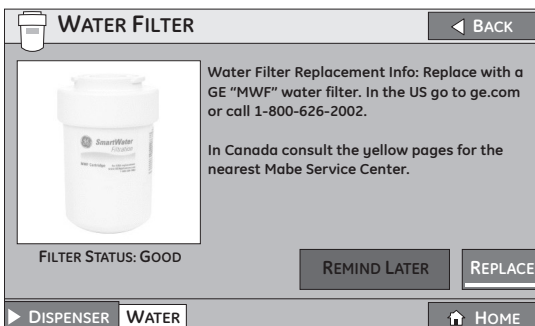 WATER FILTER
BACK
Water Filter Replacement Info: Replace with a
GE “MWF” water filter. In the US go to ge.com
or call 1-800-626-2002.
In Canada consult the yellow pages for the
nearest Mabe Service Center.
SmartWater
Filtration
FILTER STATUS: GOOD
REMIND LATER
REPLACE
DISPENSER
WATER
HOME